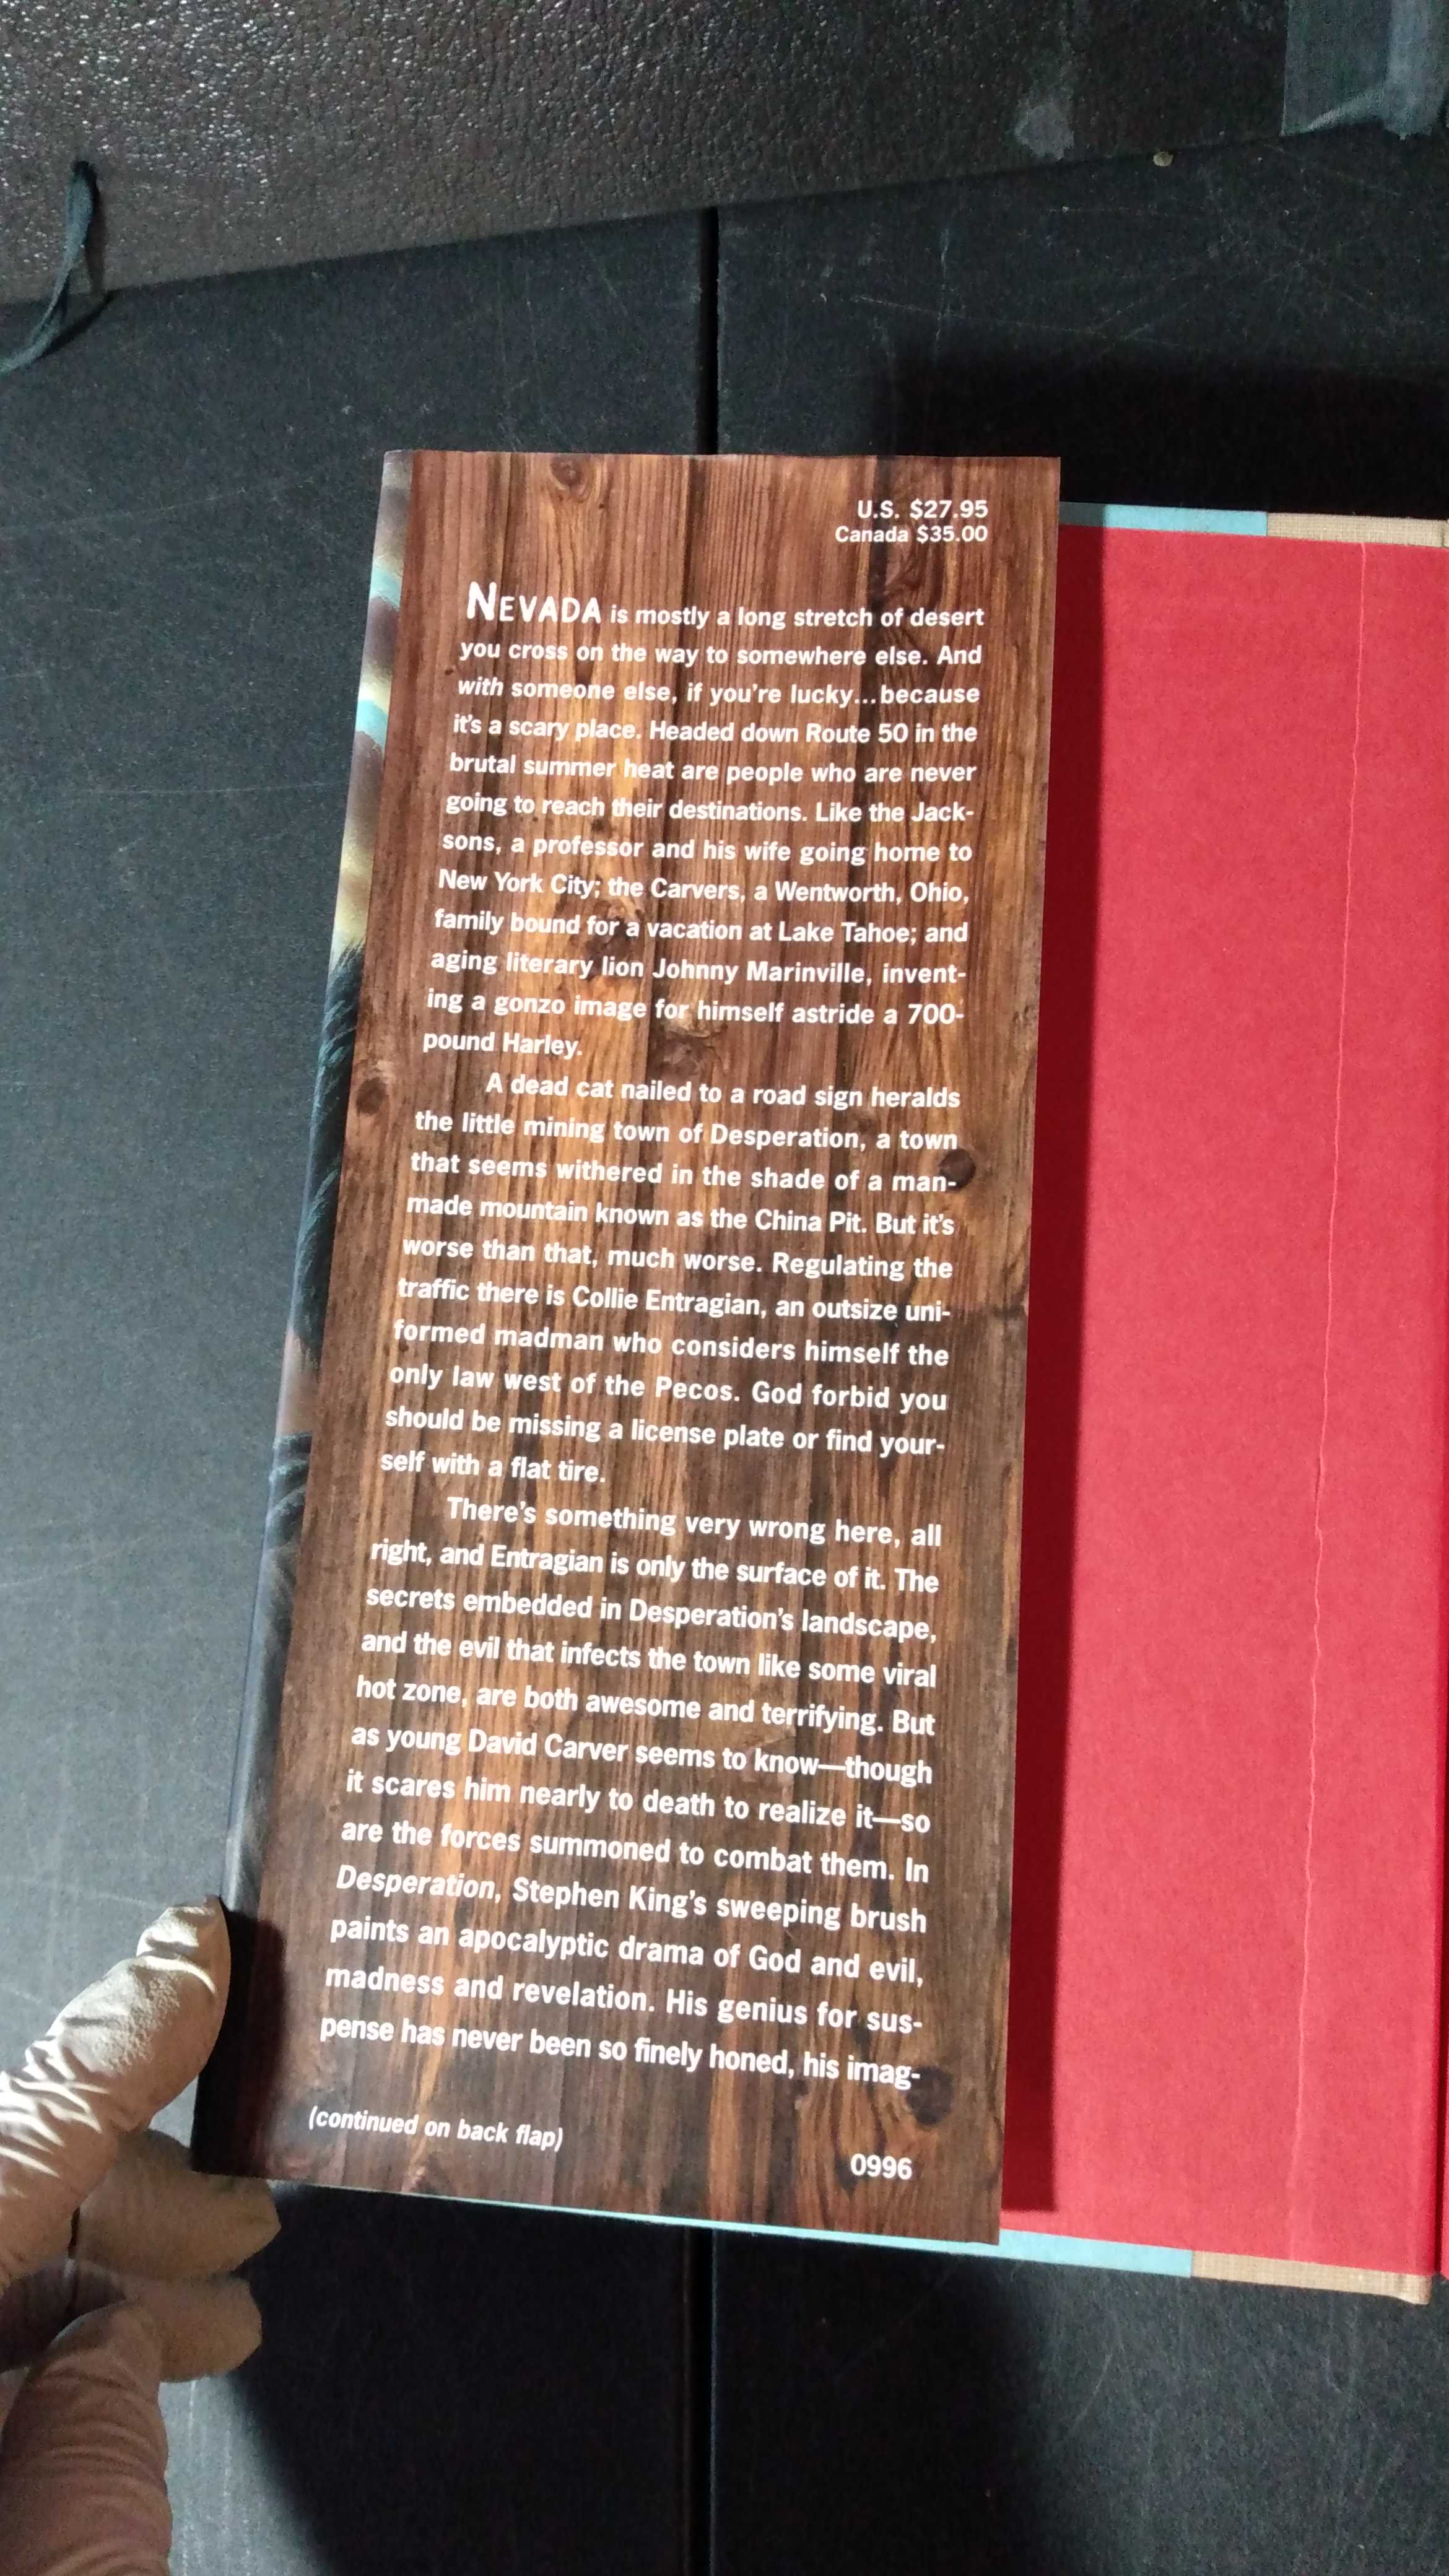 U.S. $27.95
Canada $35.00
NEVADA is mostly a long stretch of desert
you cross on the way to somewhere else. And
with someone else, if you're lucky...because
it's a scary place. Headed down Route 50 in the
brutal summer heat are people who are never
going to reach their destinations. Like the Jack-
sons, a professor and his wife going home to
New York City; the Carvers, a Wentworth, Ohio,
family bound for a vacation at Lake Tahoe; and
aging literary lion Johnny Marinville, invent-
ing a gonzo image for himself astride a 700-
pound Harley.
A dead cat nailed to a road sign heralds
the little mining town of Desperation, a town
that seems withered in the shade of a man-
made mountain known as the China Pit. But it's
worse than that, much worse. Regulating the
traffic there is Collie Entragian, an outsize uni-
formed madman who considers himself the
only law west of the Pecos. God forbid you
should be missing a license plate or find your-
self with a flat tire.
There's something very wrong here, all
right, and Entragian is only the surface of it. The
secrets embedded in Desperation's landscape,
and the evil that infects the town like some viral
hot zone, are both awesome and terrifying. But
as young David Carver seems to know—though
it scares him nearly to death to realize it—so
are the forces summoned to combat them. In
Desperation, Stephen King's sweeping brush
paints an apocalyptic drama of God and evil,
madness and revelation. His genius for sus-
pense has never been so finely honed, his imag-
(continued on back flap)
0996